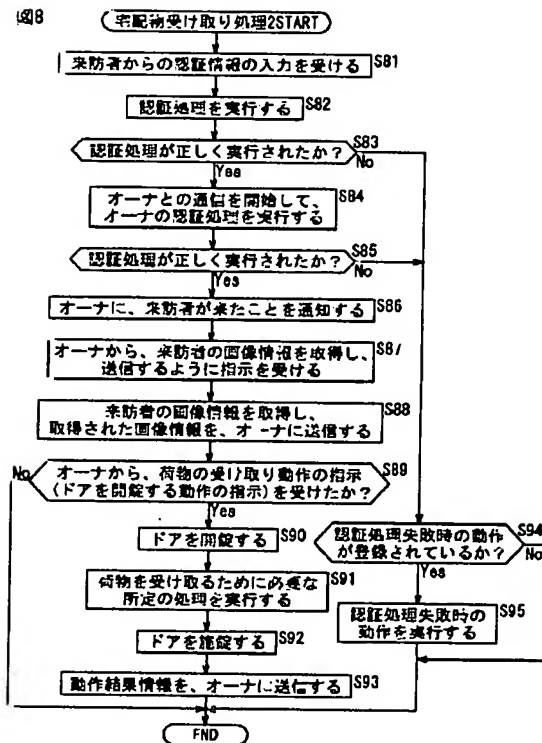 図8
宅配物受け取り処理2START
来訪者からの認証情報の入力を受ける S81
認証処理を実行する S82
認証処理が正しく実行されたか? S83
No
Yes
オーナとの通信を開始して、
オーナの認証処理を実行する
S84
認証処理が正しく実行されたか? S85
No
Yes
オーナに、来訪者が来たことを通知する S86
オーナから、来訪者の画像情報を取得し、
送信するように指示を受ける
S87
来訪者の画像情報を取得し、
取得された画像情報を、オーナに送信する
S88
No
オーナから、荷物の受け取り動作の指示
(ドアを開錠する動作の指示)を受けたか?
S89
Yes
ドアを開錠する S90
荷物を受け取るために必要な
所定の処理を実行する
S91
ドアを施錠する S92
動作結果情報を、オーナに送信する S93
認証処理失敗時の動作
が登録されているか?
S94
No
Yes
認証処理失敗時の
動作を実行する
S95
END